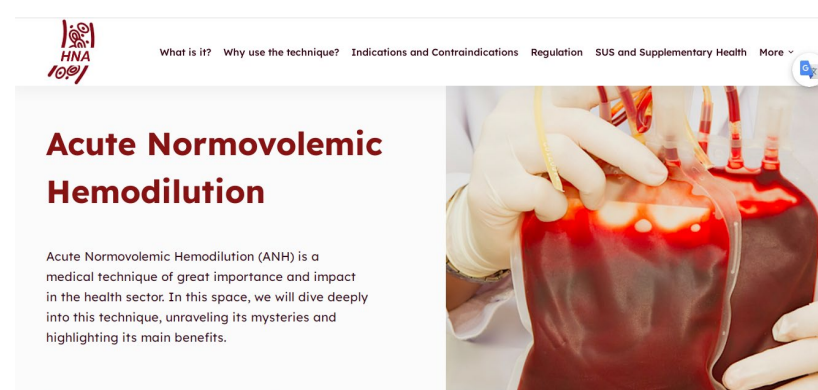 HNA
What is it? Why use the technique? Indications and Contraindications Regulation SUS and Supplementary Health More
Acute Normovolemic
Hemodilution
Acute Normovolemic Hemodilution (ANH) is a
medical technique of great importance and impact
in the health sector. In this space, we will dive deeply
into this technique, unraveling its mysteries and
highlighting its main benefits.